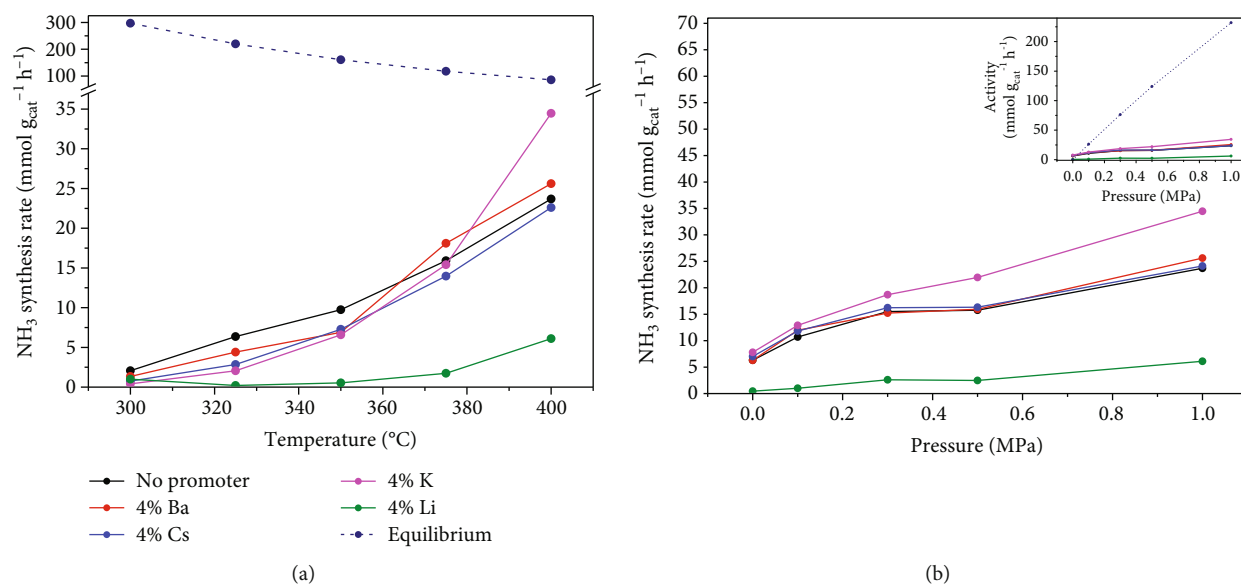 300
200
100
35
30
25
20
15
10
5
0
NH₃ synthesis rate (mmol g_cat⁻¹ h⁻¹)
300 320 340 360 380 400
Temperature (°C)
No promoter
4% Ba
4% Cs
4% K
4% Li
Equilibrium
(a)
70
65
60
55
50
45
40
35
30
25
20
15
10
5
0
NH₃ synthesis rate (mmol g_cat⁻¹ h⁻¹)
0.0 0.2 0.4 0.6 0.8 1.0
Pressure (MPa)
Activity
(mmol g_cat⁻¹ h⁻¹)
200
150
100
50
0
0.0 0.2 0.4 0.6 0.8 1.0
Pressure (MPa)
(b)